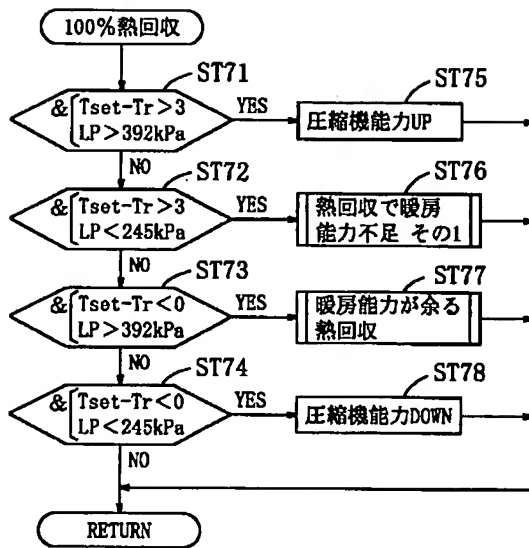 100%熱回収
ST71
ST75
& Tset-Tr>3
LP>392kPa
YES
圧縮機能力UP
NO
ST72
ST76
& Tset-Tr>3
LP<245kPa
YES
熱回収で暖房
能力不足 その1
NO
ST73
ST77
& Tset-Tr<0
LP>392kPa
YES
暖房能力が余る
熱回収
NO
ST74
ST78
& Tset-Tr<0
LP<245kPa
YES
圧縮機能力DOWN
NO
RETURN